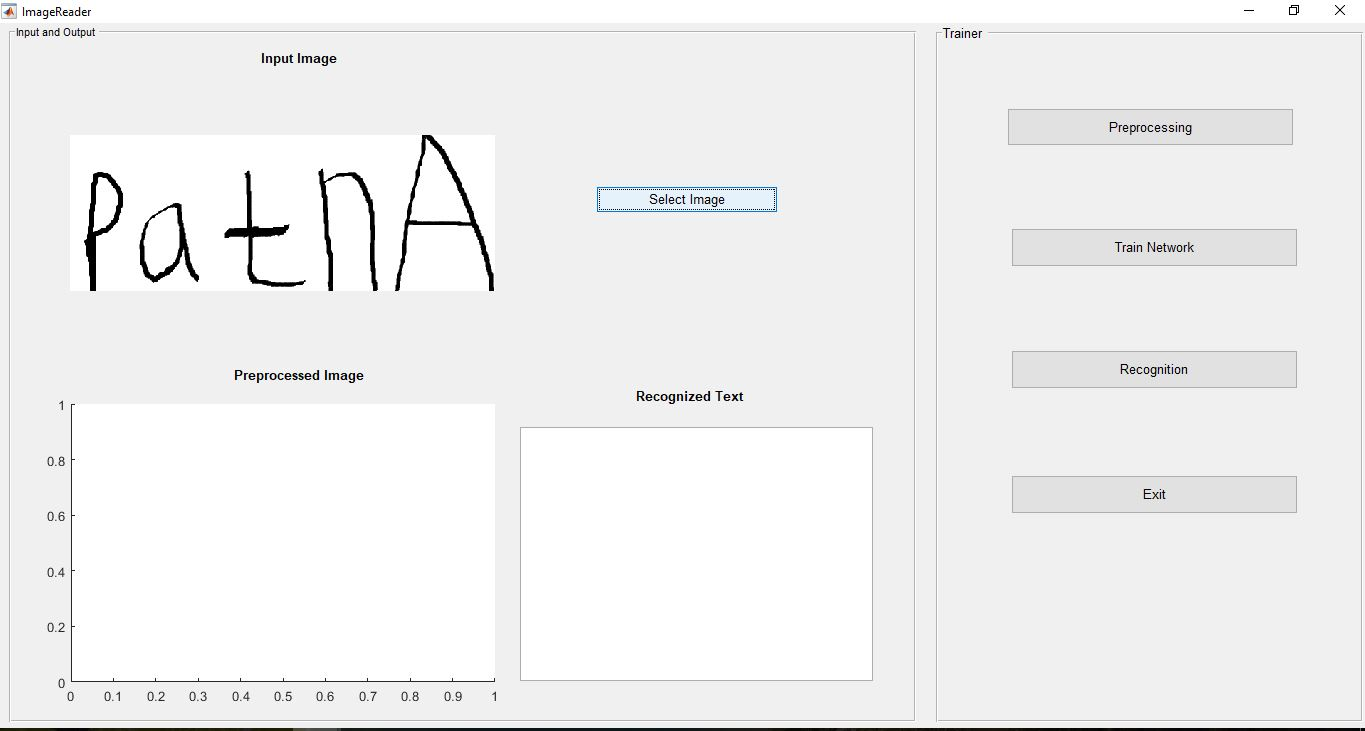 ImageReader
Input and Output
Trainer
Input Image
PatnA
Select Image
Preprocessing
Train Network
Recognition
Exit
Preprocessed Image
Recognized Text
1
0.8
0.6
0.4
0.2
0
0 0.1 0.2 0.3 0.4 0.5 0.6 0.7 0.8 0.9 1